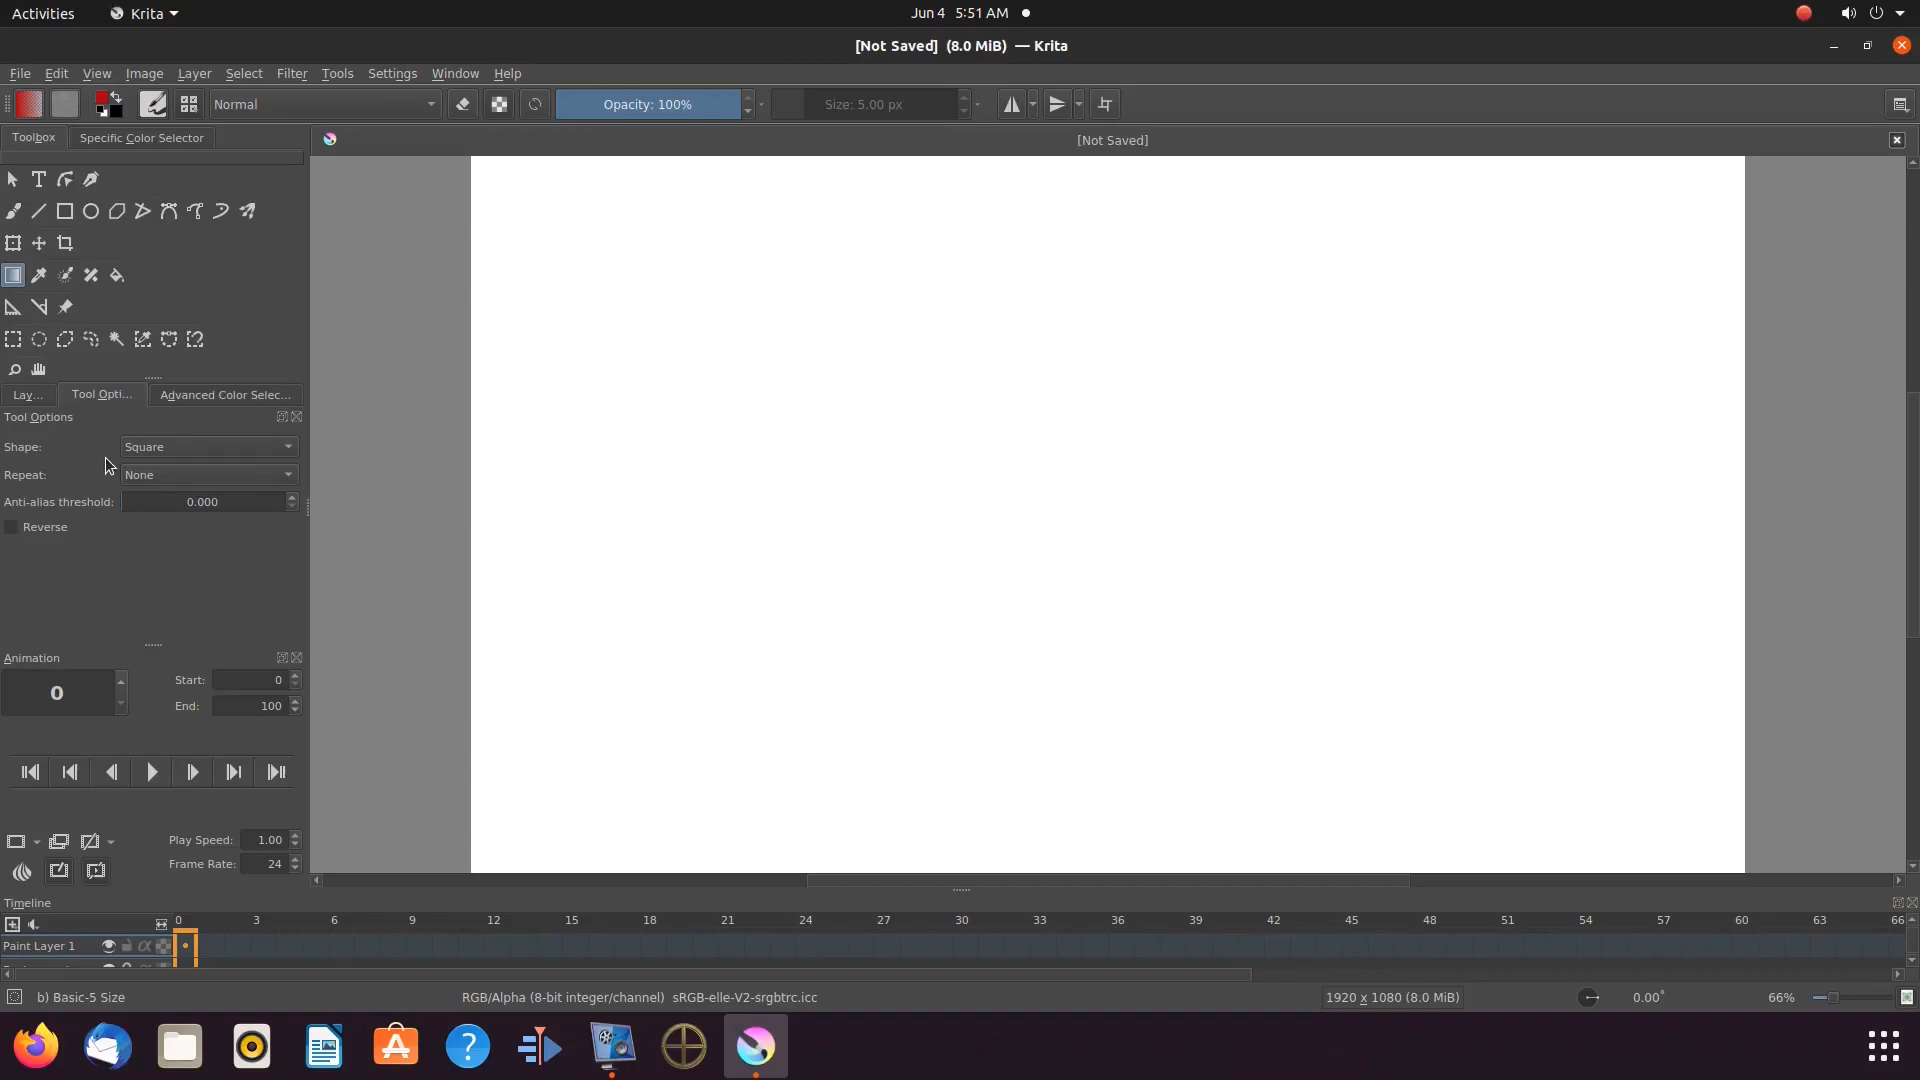 Activities Krita Jun 4 5:51 AM
[Not Saved] (8.0 MiB) — Krita
File Edit View Image Layer Select Filter Tools Settings Window Help
Normal Opacity: 100% Size: 5.00 px
Toolbox Specific Color Selector [Not Saved]
Lay... Tool Opti... Advanced Color Selec...
Tool Options
Shape: Square
Repeat: None
Anti-alias threshold: 0.000
Reverse
Animation
0 Start: 0
End: 100
Play Speed: 1.00
Frame Rate: 24
Timeline
0 3 6 9 12 15 18 21 24 27 30 33 36 39 42 45 48 51 54 57 60 63 66
Paint Layer 1
b) Basic-5 Size RGB/Alpha (8-bit integer/channel) sRGB-elle-V2-srgbtrc.icc 1920 x 1080 (8.0 MiB) 0.00° 66%